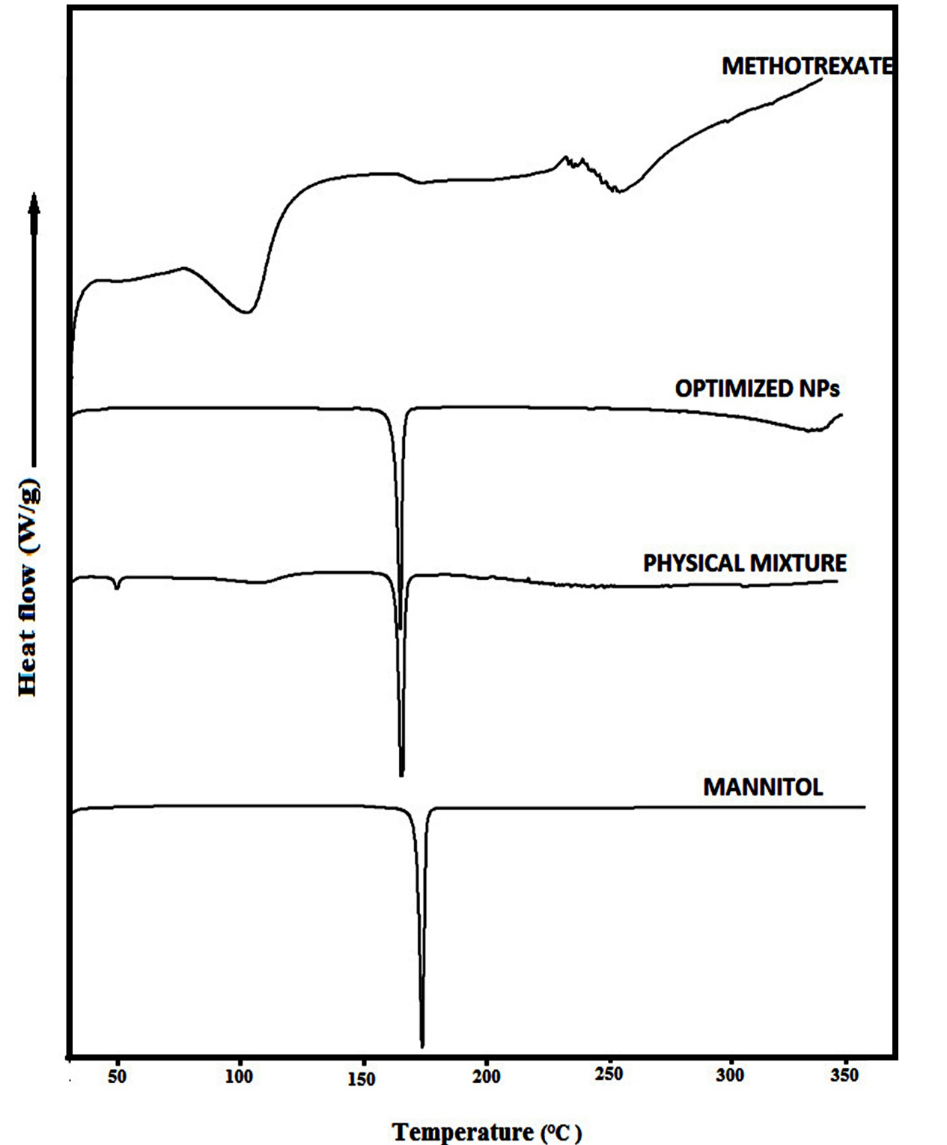 METHOTREXATE
OPTIMIZED NPs
PHYSICAL MIXTURE
MANNITOL
Heat flow (W/g)
50 100 150 200 250 300 350
Temperature (ºC )